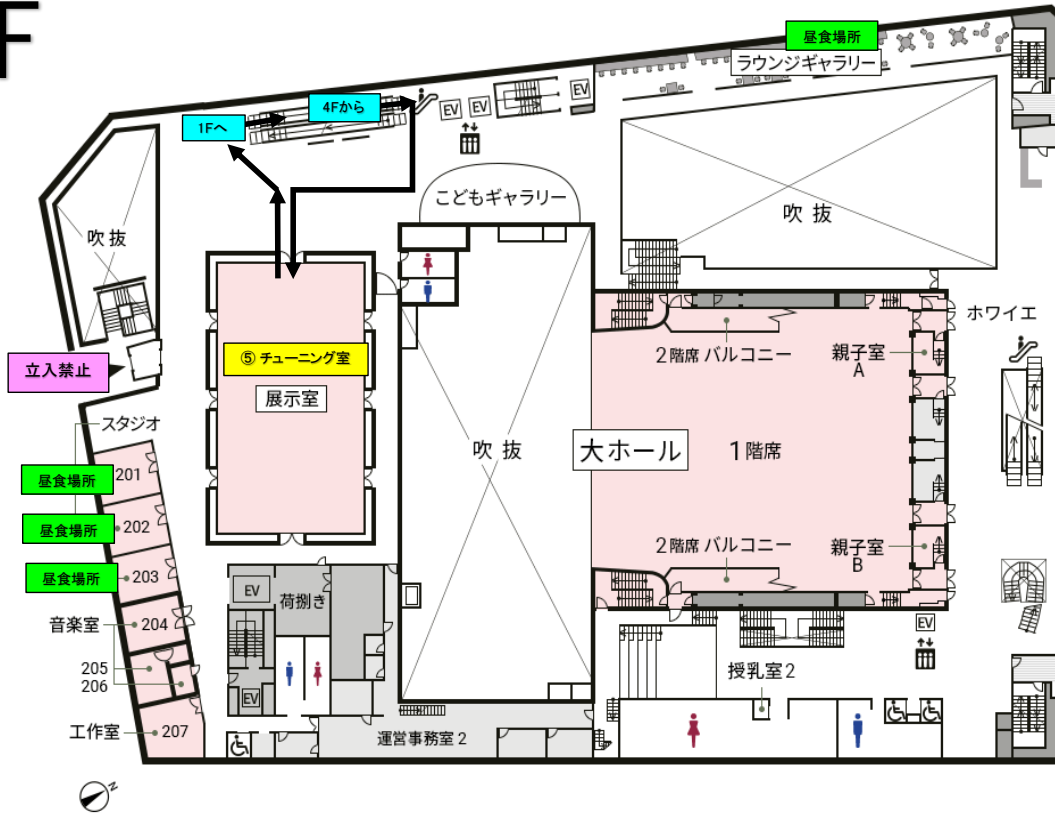 F
昼食場所
ラウンジギャラリー
4Fから
1Fへ
EV
EV
EV
こどもギャラリー
吹抜
吹抜
ホワイエ
2階席 バルコニー
親子室
A
⑤ チューニング室
展示室
立入禁止
スタジオ
吹抜
大ホール
1階席
昼食場所
201
昼食場所
202
昼食場所
203
2階席 バルコニー
親子室
B
EV
荷捌き
音楽室
204
205
206
EV
EV
授乳室2
工作室
207
運営事務室2
N